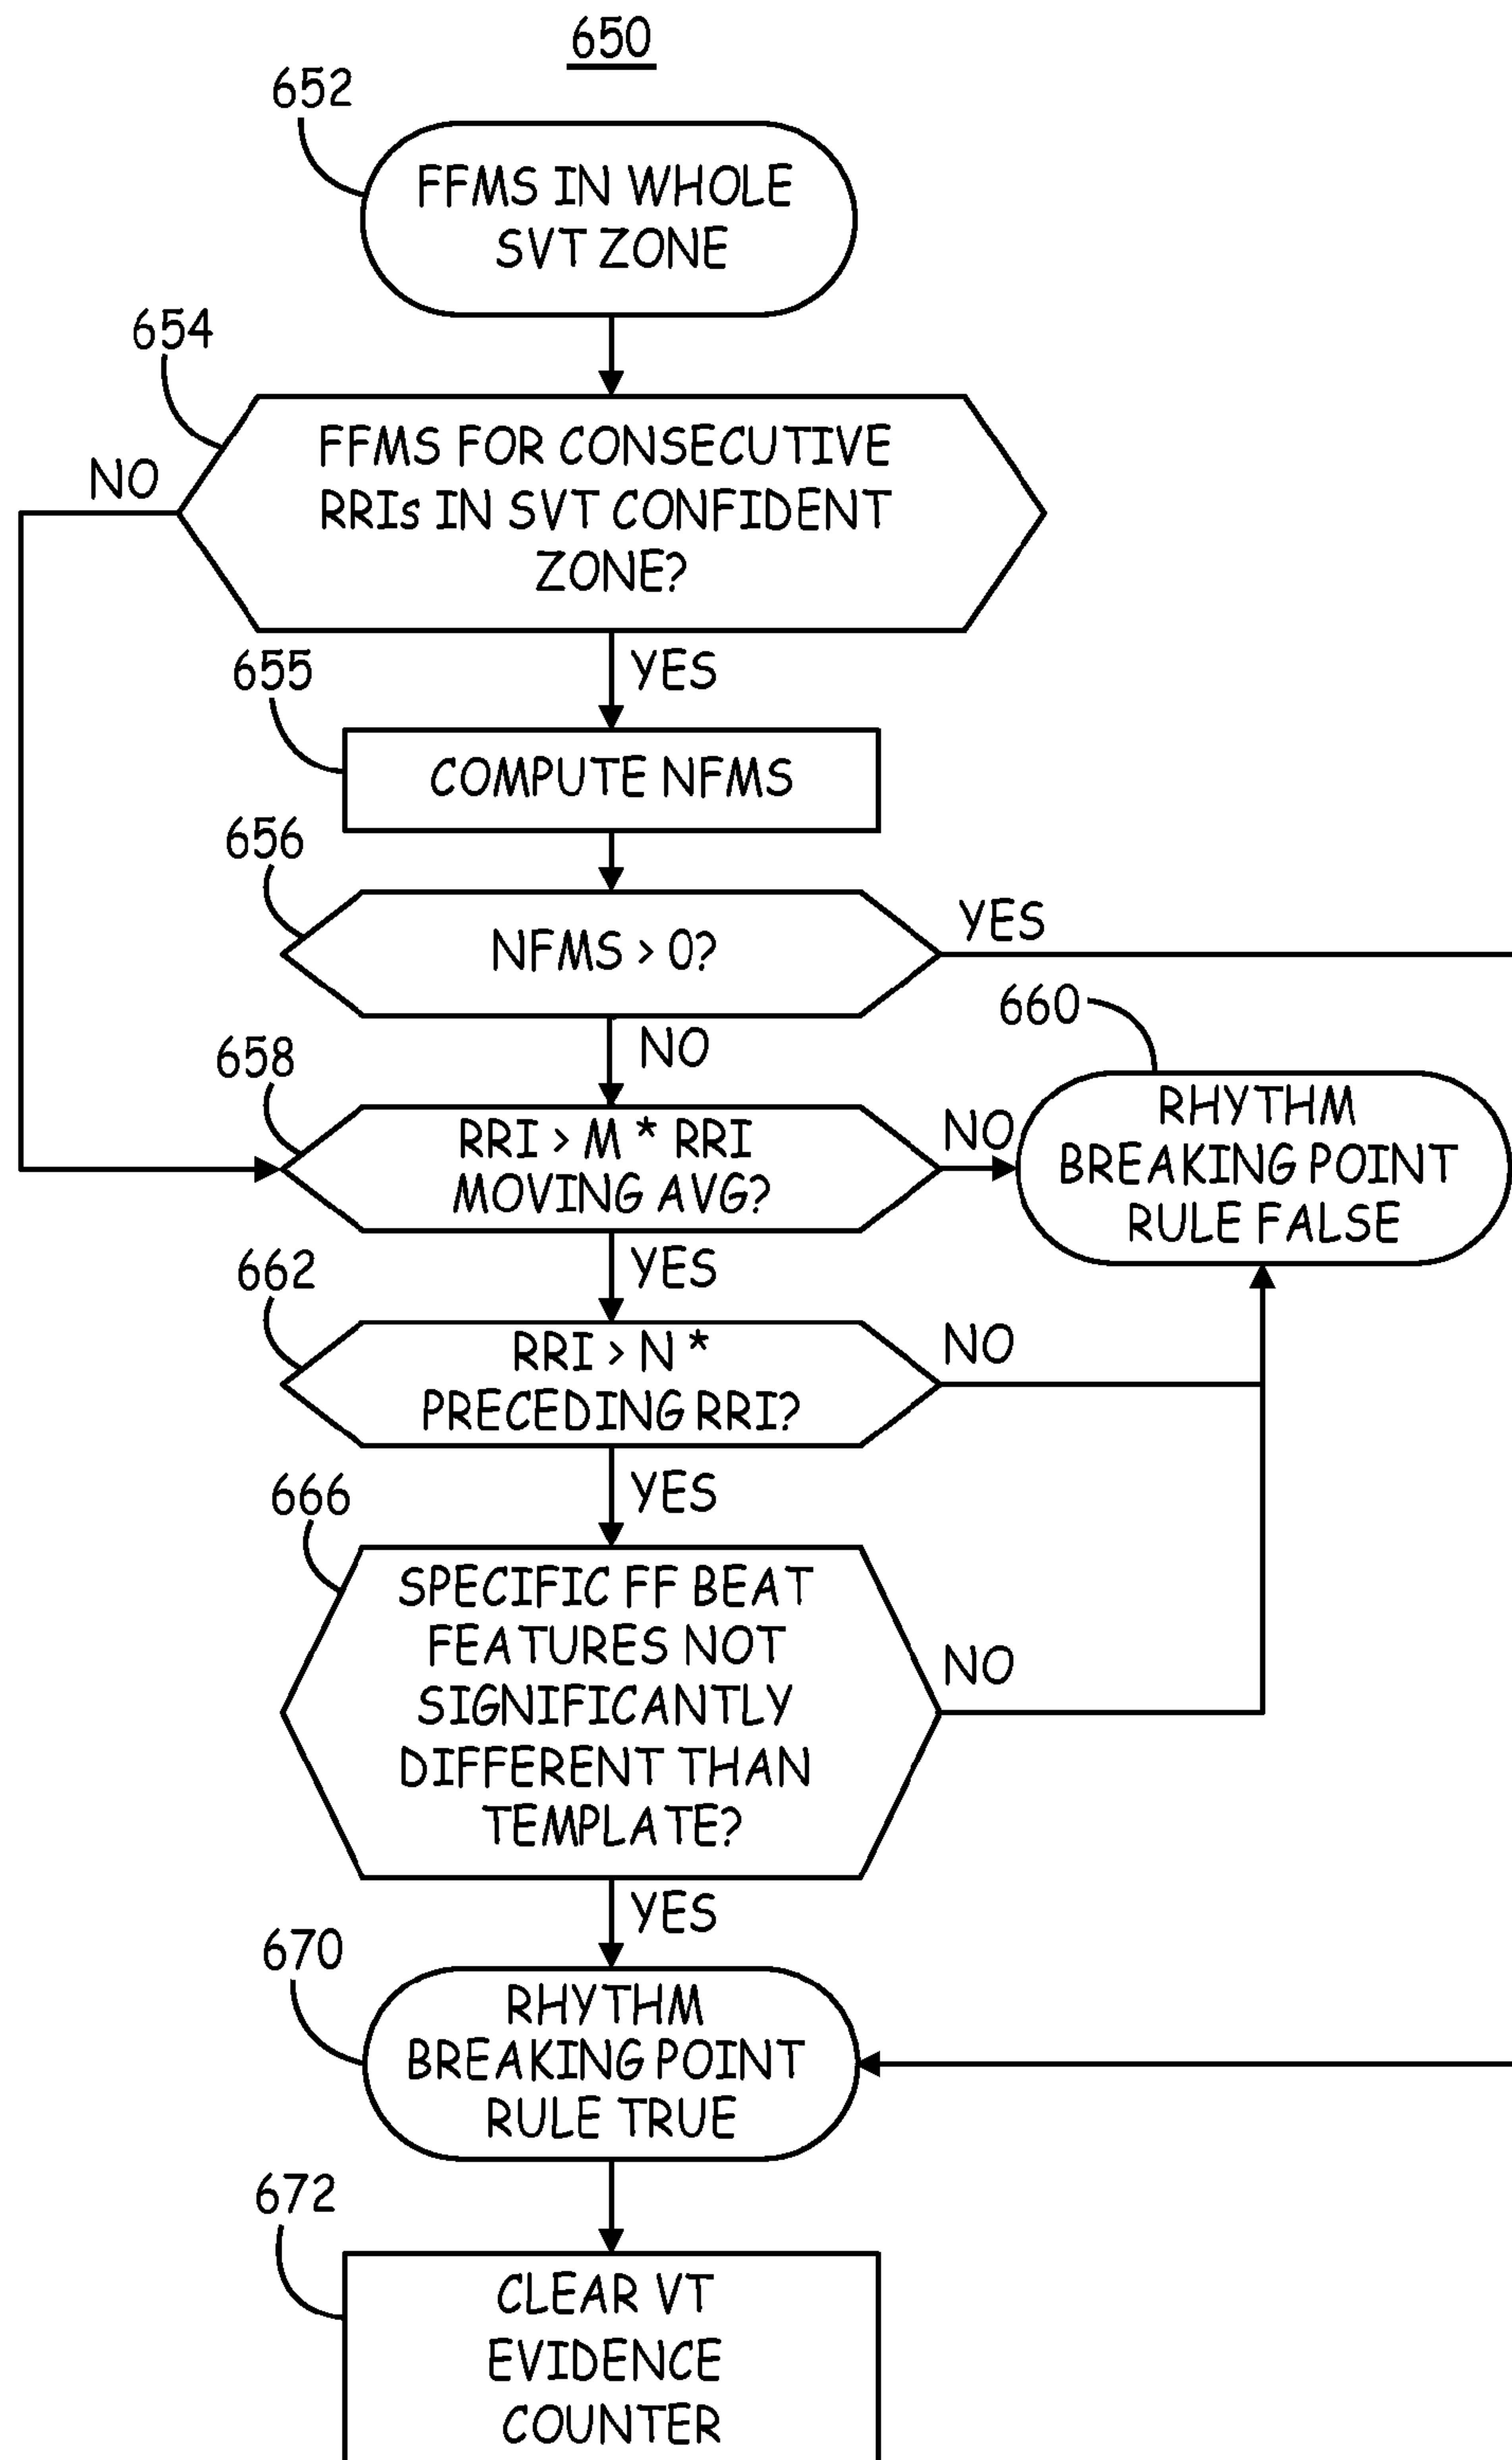 650
652
FFMS IN WHOLE
SVT ZONE
654
NO
FFMS FOR CONSECUTIVE
RRIs IN SVT CONFIDENT
ZONE?
YES
655
COMPUTE NFMS
656
NFMS > 0?
YES
660
NO
658
RRI > M * RRI
MOVING AVG?
NO
RHYTHM
BREAKING POINT
RULE FALSE
YES
662
RRI > N *
PRECEDING RRI?
NO
YES
666
SPECIFIC FF BEAT
FEATURES NOT
SIGNIFICANTLY
DIFFERENT THAN
TEMPLATE?
NO
YES
670
RHYTHM
BREAKING POINT
RULE TRUE
672
CLEAR VT
EVIDENCE
COUNTER